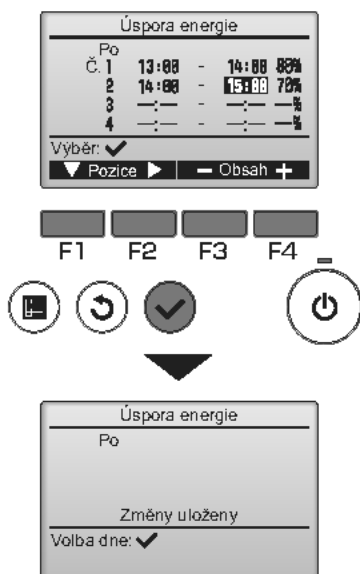 Úspora energie
Po
Č. 1 13:00 - 14:00 80%
2 14:00 - 15:00 70%
3 --:-- - --:-- --%
4 --:-- - --:-- --%
Výběr: ✔
▼ Pozice ▶ − Obsah +
F1 F2 F3 F4
Úspora energie
Po
Změny uloženy
Volba dne: ✔